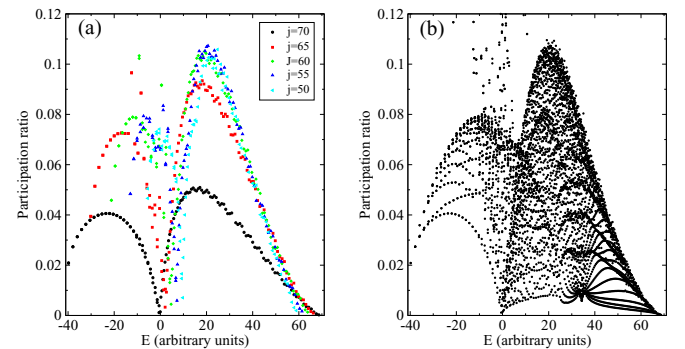 (a)
j=70
j=65
j=60
j=55
j=50
0.12
0.1
0.08
0.06
0.04
0.02
0
Participation ratio
-40 -20 0 20 40 60
E (arbitrary units)
(b)
0.12
0.1
0.08
0.06
0.04
0.02
0
Participation ratio
-40 -20 0 20 40 60
E (arbitrary units)